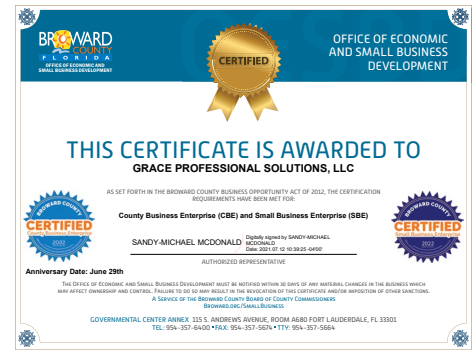 BROWARD
COUNTY
FLORIDA
OFFICE OF ECONOMIC AND
SMALL BUSINESS DEVELOPMENT
CERTIFIED
OFFICE OF ECONOMIC
AND SMALL BUSINESS
DEVELOPMENT
THIS CERTIFICATE IS AWARDED TO
GRACE PROFESSIONAL SOLUTIONS, LLC
AS SET FORTH IN THE BROWARD COUNTY BUSINESS OPPORTUNITY ACT OF 2012, THE CERTIFICATION
REQUIREMENTS HAVE BEEN MET FOR:
County Business Enterprise (CBE) and Small Business Enterprise (SBE)
BROWARD COUNTY
CERTIFIED
County Business Enterprise
2022
SANDY-MICHAEL MCDONALD
Digitally signed by SANDY-MICHAEL
MCDONALD
Date: 2021.07.12 10:39:25 -04'00'
AUTHORIZED REPRESENTATIVE
BROWARD COUNTY
CERTIFIED
Small Business Enterprise
2022
Anniversary Date: June 29th
THE OFFICE OF ECONOMIC AND SMALL BUSINESS DEVELOPMENT MUST BE NOTIFIED WITHIN 30 DAYS OF ANY MATERIAL CHANGES IN THE BUSINESS WHICH
MAY AFFECT OWNERSHIP AND CONTROL. FAILURE TO DO SO MAY RESULT IN THE REVOCATION OF THIS CERTIFICATE AND/OR IMPOSITION OF OTHER SANCTIONS.
A SERVICE OF THE BROWARD COUNTY BOARD OF COUNTY COMMISSIONERS
BROWARD.ORG/SMALLBUSINESS
GOVERNMENTAL CENTER ANNEX 115 S. ANDREWS AVENUE, ROOM A680 FORT LAUDERDALE, FL 33301
TEL: 954-357-6400 • FAX: 954-357-5674 • TTY: 954-357-5664